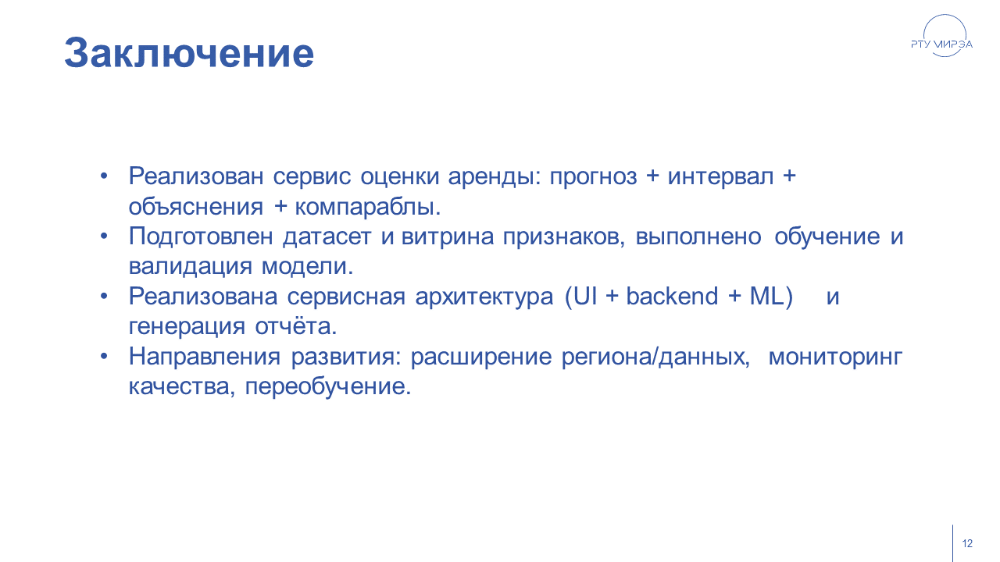 Заключение
РТУ МИРЭА
• Реализован сервис оценки аренды: прогноз + интервал +
объяснения + компараблы.
• Подготовлен датасет и витрина признаков, выполнено обучение и
валидация модели.
• Реализована сервисная архитектура (UI + backend + ML) и
генерация отчёта.
• Направления развития: расширение региона/данных, мониторинг
качества, переобучение.
12